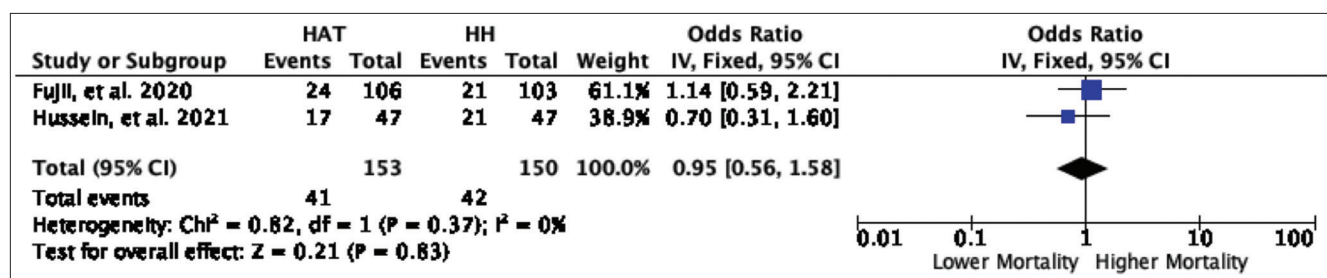 HAT HH Odds Ratio Odds Ratio
Study or Subgroup Events Total Events Total Weight IV, Fixed, 95% CI IV, Fixed, 95% CI
Fujii, et al. 2020 24 106 21 103 61.1% 1.14 [0.59, 2.21]
Hussein, et al. 2021 17 47 21 47 38.9% 0.70 [0.31, 1.60]
Total (95% CI) 153 150 100.0% 0.95 [0.56, 1.58]
Total events 41 42
Heterogeneity: Chi² = 0.82, df = 1 (P = 0.37); I² = 0%
Test for overall effect: Z = 0.21 (P = 0.83)
0.01 0.1 1 10 100
Lower Mortality Higher Mortality